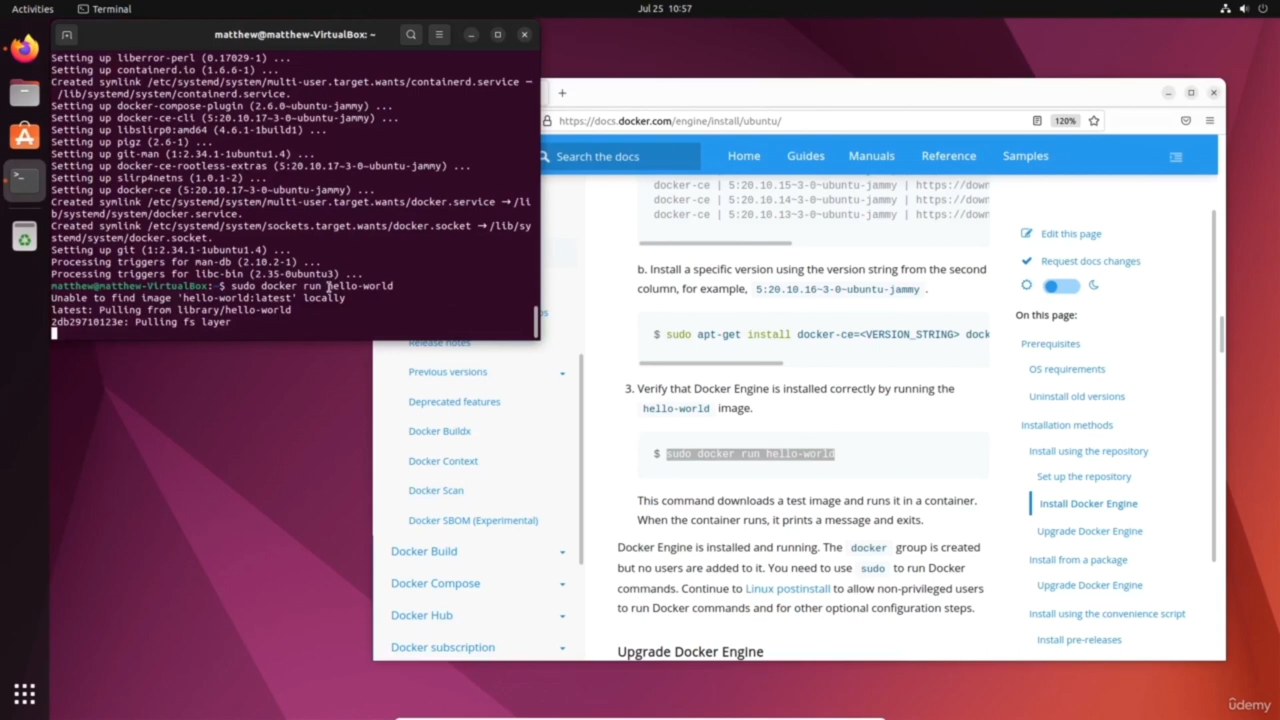 Activities
Terminal
Jul 25 10:57
matthew@matthew-VirtualBox: ~
Setting up liberror-perl (0.17029-1) ...
Setting up containerd.io (1.6.6-1) ...
Created symlink /etc/systemd/system/multi-user.target.wants/containerd.service →
/lib/systemd/system/containerd.service.
Setting up docker-compose-plugin (2.6.0~ubuntu-jammy) ...
Setting up docker-ce-cli (5:20.10.17~3-0~ubuntu-jammy) ...
Setting up libslirp0:amd64 (4.6.1-1build1) ...
Setting up pigz (2.6-1) ...
Setting up git-man (1:2.34.1-1ubuntu1.4) ...
Setting up docker-ce-rootless-extras (5:20.10.17~3-0~ubuntu-jammy) ...
Setting up slirp4netns (1.0.1-2) ...
Setting up docker-ce (5:20.10.17~3-0~ubuntu-jammy) ...
Created symlink /etc/systemd/system/multi-user.target.wants/docker.service → /li
b/systemd/system/docker.service.
Created symlink /etc/systemd/system/sockets.target.wants/docker.socket → /lib/sy
stemd/system/docker.socket.
Setting up git (1:2.34.1-1ubuntu1.4) ...
Processing triggers for man-db (2.10.2-1) ...
Processing triggers for libc-bin (2.35-0ubuntu3) ...
matthew@matthew-VirtualBox:~$ sudo docker run hello-world
Unable to find image 'hello-world:latest' locally
latest: Pulling from library/hello-world
2db29710123e: Pulling fs layer
https://docs.docker.com/engine/install/ubuntu/
120%
Search the docs
Home
Guides
Manuals
Reference
Samples
Release notes
Previous versions
Deprecated features
Docker Buildx
Docker Context
Docker Scan
Docker SBOM (Experimental)
Docker Build
Docker Compose
Docker Hub
Docker subscription
docker-ce | 5:20.10.15~3-0~ubuntu-jammy | https://down
docker-ce | 5:20.10.14~3-0~ubuntu-jammy | https://down
docker-ce | 5:20.10.13~3-0~ubuntu-jammy | https://down
b. Install a specific version using the version string from the second
column, for example, 5:20.10.16~3-0~ubuntu-jammy .
$ sudo apt-get install docker-ce=<VERSION_STRING> dock
3. Verify that Docker Engine is installed correctly by running the
hello-world image.
$ sudo docker run hello-world
This command downloads a test image and runs it in a container.
When the container runs, it prints a message and exits.
Docker Engine is installed and running. The docker group is created
but no users are added to it. You need to use sudo to run Docker
commands. Continue to Linux postinstall to allow non-privileged users
to run Docker commands and for other optional configuration steps.
Upgrade Docker Engine
Edit this page
Request docs changes
On this page:
Prerequisites
OS requirements
Uninstall old versions
Installation methods
Install using the repository
Set up the repository
Install Docker Engine
Upgrade Docker Engine
Install from a package
Upgrade Docker Engine
Install using the convenience script
Install pre-releases
ûdemy